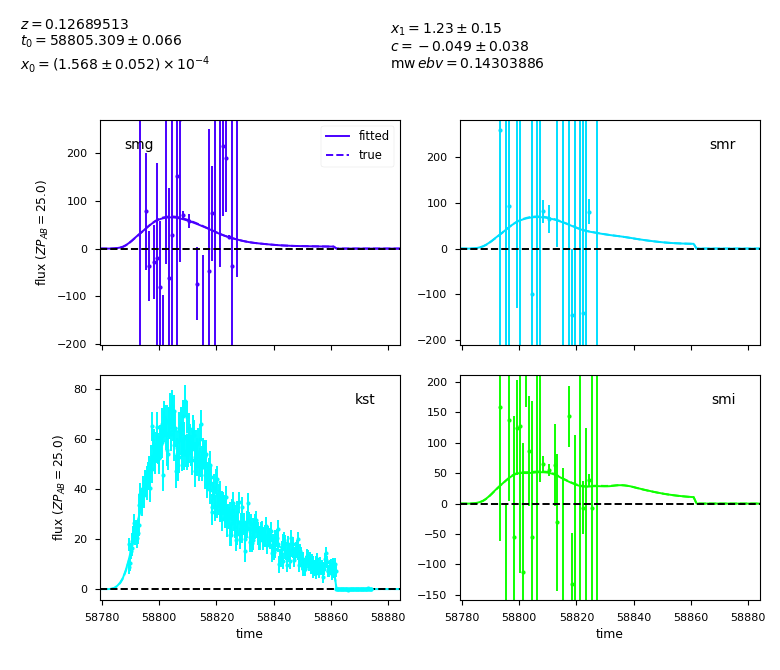 z = 0.12689513
t₀ = 58805.309 ± 0.066
x₀ = (1.568 ± 0.052) × 10⁻⁴
x₁ = 1.23 ± 0.15
c = −0.049 ± 0.038
mw ebv = 0.14303886
smg
fitted
true
200
100
0
−100
−200
flux (ZP_AB = 25.0)
smr
200
100
0
−100
−200
kst
80
60
40
20
0
flux (ZP_AB = 25.0)
58780 58800 58820 58840 58860 58880
time
smi
200
150
100
50
0
−50
−100
−150
58780 58800 58820 58840 58860 58880
time